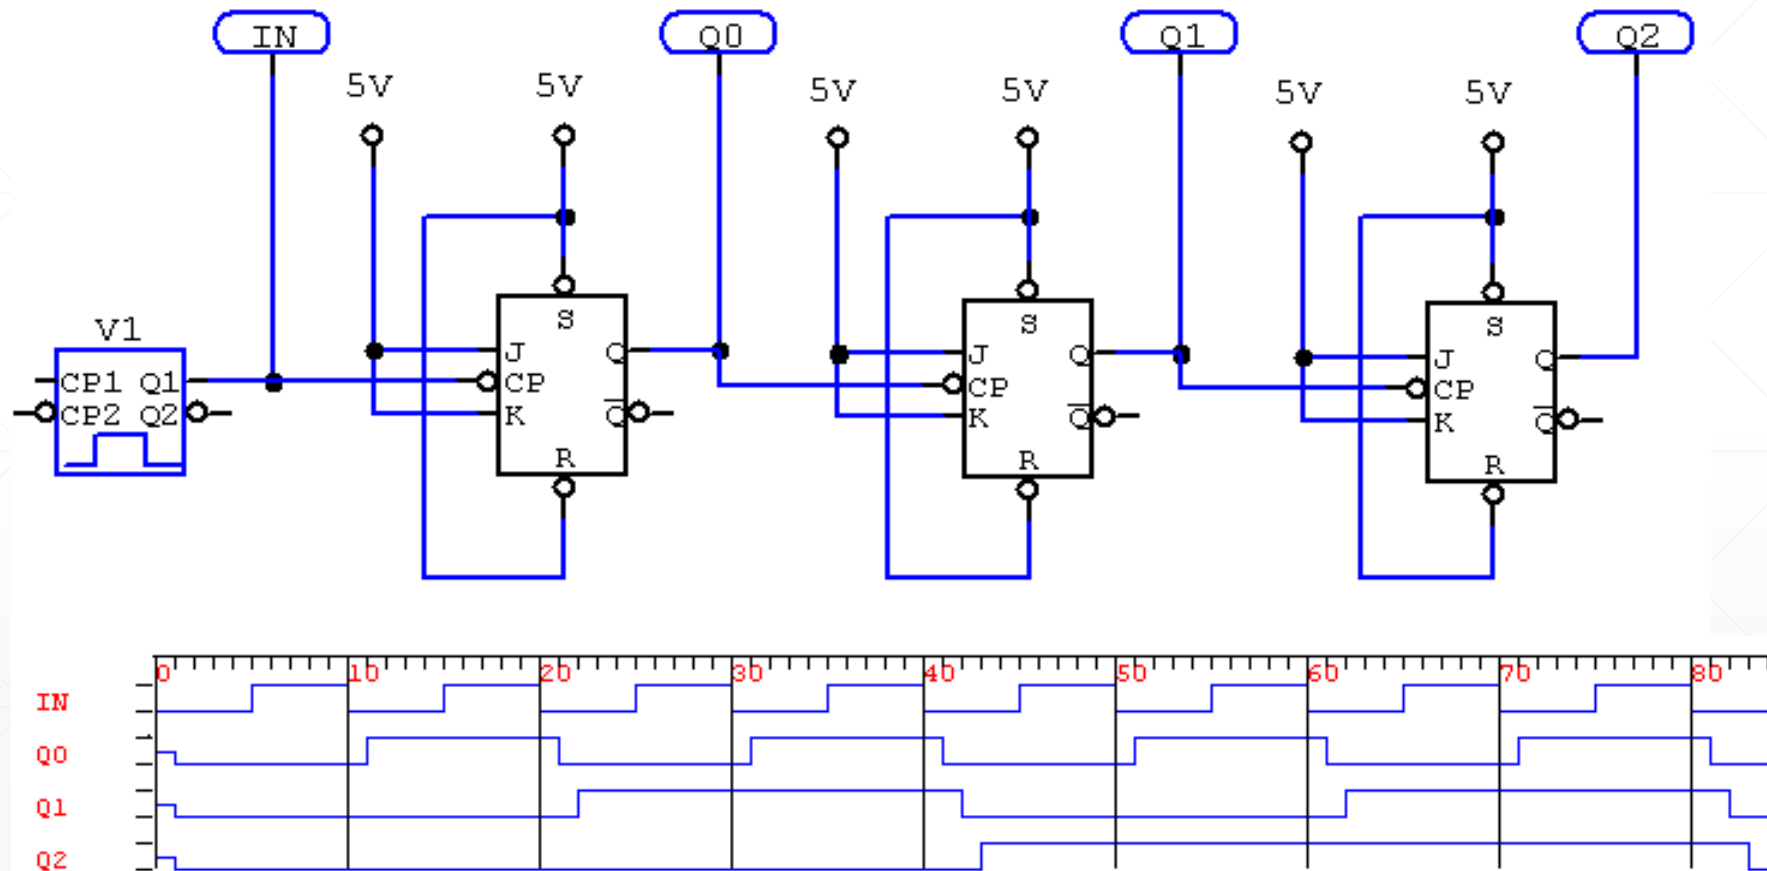 IN Q0 Q1 Q2
5V 5V 5V 5V 5V 5V
V1
CP1 Q1
CP2 Q2
S
J Q
CP
K Q̅
R
S
J Q
CP
K Q̅
R
S
J Q
CP
K Q̅
R
0 10 20 30 40 50 60 70 80
IN
Q0
Q1
Q2